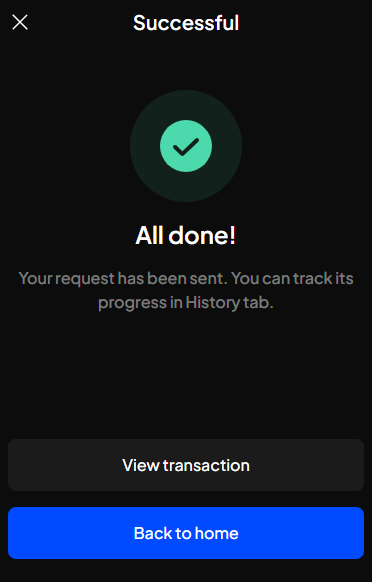 Successful
All done!
Your request has been sent. You can track its
progress in History tab.
View transaction
Back to home